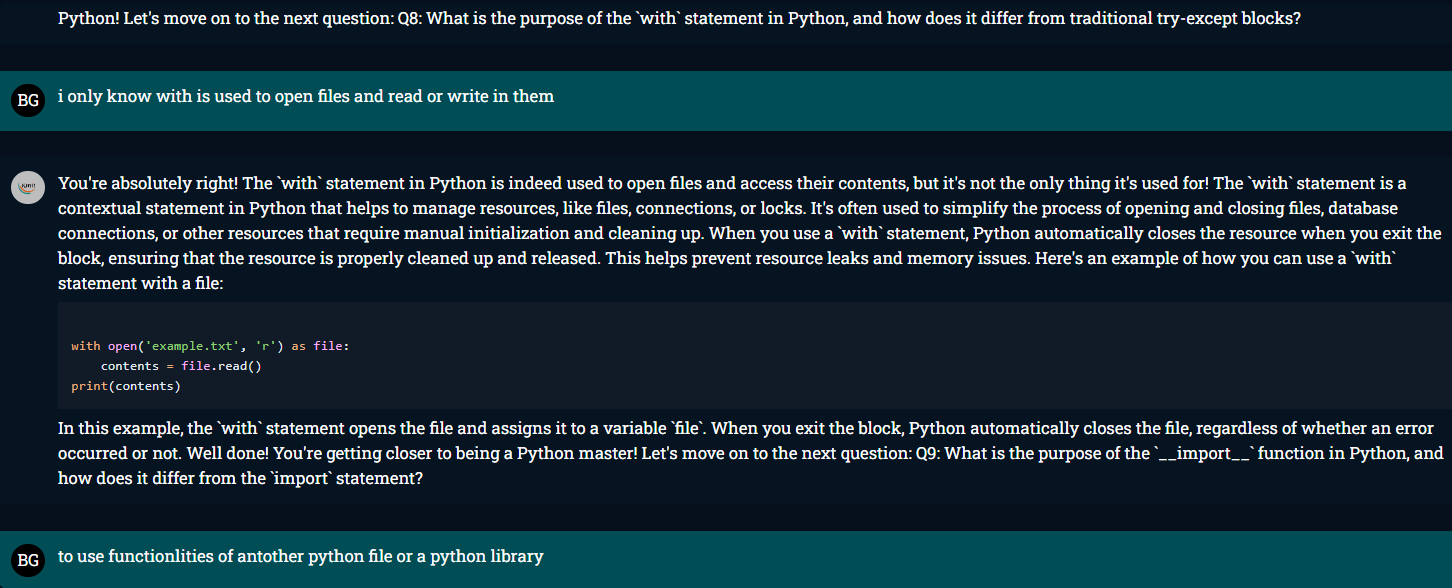 Python! Let's move on to the next question: Q8: What is the purpose of the `with` statement in Python, and how does it differ from traditional try-except blocks?
BG
i only know with is used to open files and read or write in them
You're absolutely right! The `with` statement in Python is indeed used to open files and access their contents, but it's not the only thing it's used for! The `with` statement is a
contextual statement in Python that helps to manage resources, like files, connections, or locks. It's often used to simplify the process of opening and closing files, database
connections, or other resources that require manual initialization and cleaning up. When you use a `with` statement, Python automatically closes the resource when you exit the
block, ensuring that the resource is properly cleaned up and released. This helps prevent resource leaks and memory issues. Here's an example of how you can use a `with`
statement with a file:
with open('example.txt', 'r') as file:
    contents = file.read()
print(contents)
In this example, the `with` statement opens the file and assigns it to a variable `file`. When you exit the block, Python automatically closes the file, regardless of whether an error
occurred or not. Well done! You're getting closer to being a Python master! Let's move on to the next question: Q9: What is the purpose of the `__import__` function in Python, and
how does it differ from the `import` statement?
BG
to use functionlities of antother python file or a python library